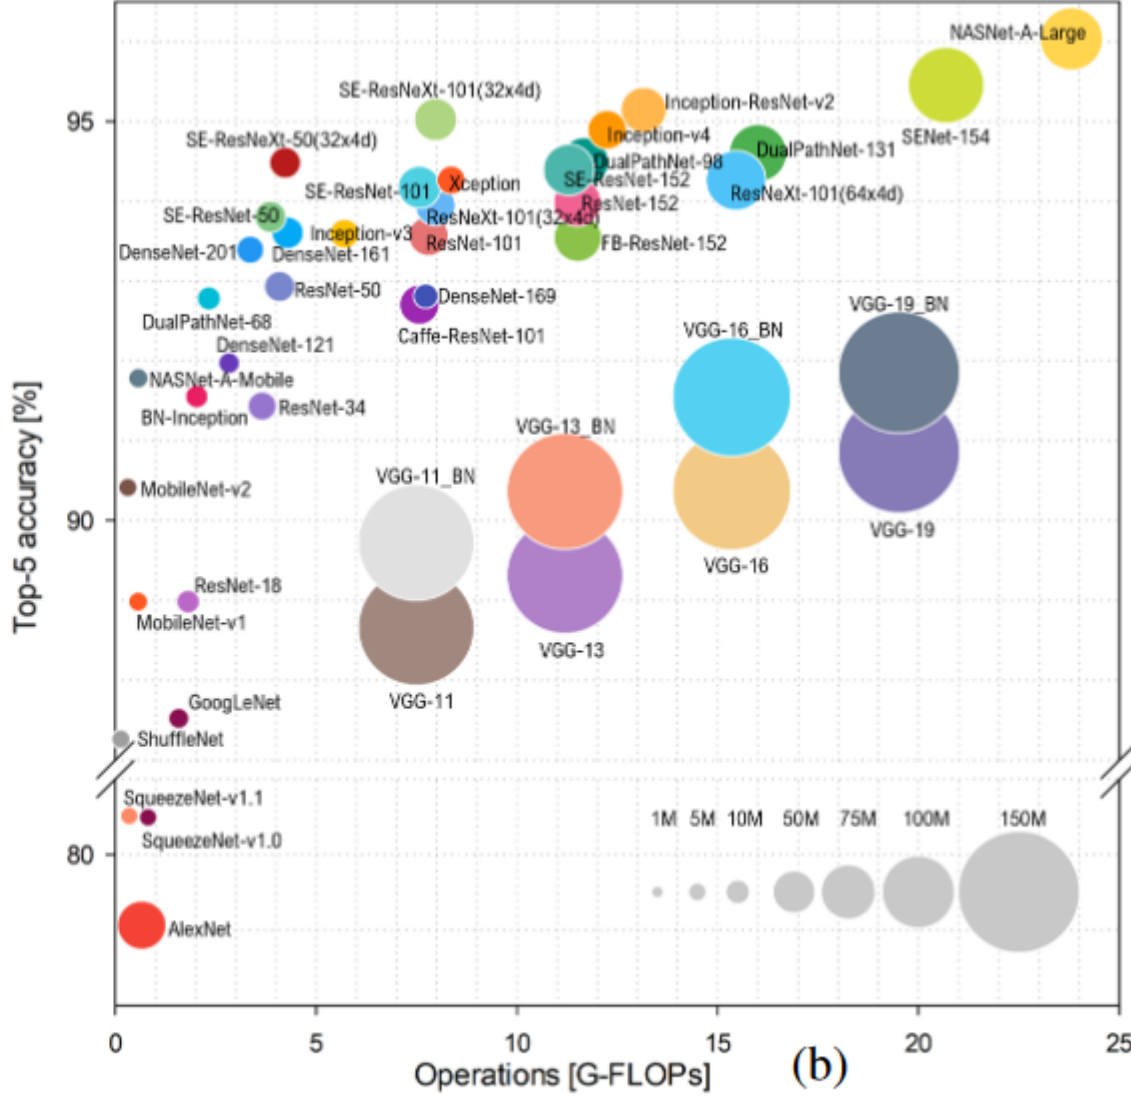 NASNet-A-Large
SE-ResNeXt-101(32x4d)
Inception-ResNet-v2
95
Inception-v4
SENet-154
SE-ResNeXt-50(32x4d)
DualPathNet-131
DualPathNet-98
SE-ResNet-152
Xception
SE-ResNet-101
ResNeXt-101(64x4d)
ResNet-152
SE-ResNet-50
ResNeXt-101(32x4d)
Inception-v3
ResNet-101
FB-ResNet-152
DenseNet-201
DenseNet-161
ResNet-50
DenseNet-169
VGG-19_BN
DualPathNet-68
VGG-16_BN
Caffe-ResNet-101
DenseNet-121
NASNet-A-Mobile
ResNet-34
BN-Inception
VGG-13_BN
VGG-11_BN
MobileNet-v2
90
VGG-19
VGG-16
ResNet-18
MobileNet-v1
VGG-13
VGG-11
GoogLeNet
ShuffleNet
SqueezeNet-v1.1
1M 5M 10M 50M 75M 100M 150M
SqueezeNet-v1.0
80
AlexNet
Top-5 accuracy [%]
0 5 10 15 20 25
Operations [G-FLOPs]
(b)